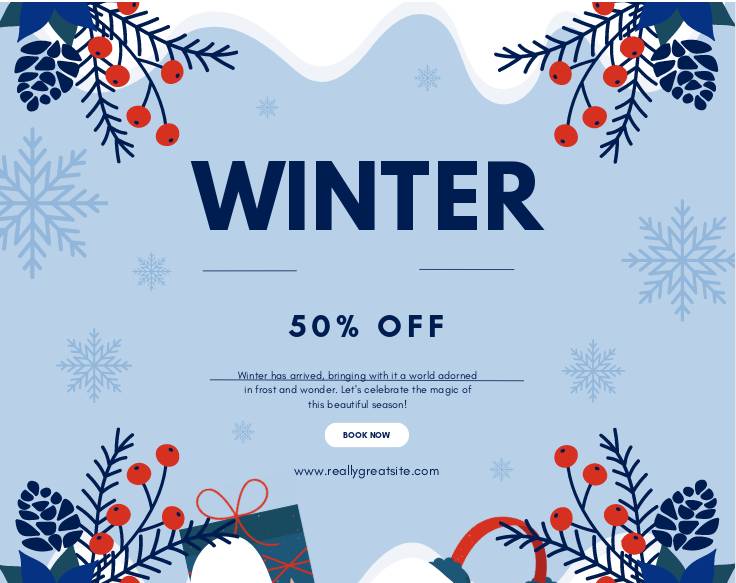 WINTER
50% OFF
Winter has arrived, bringing with it a world adorned
in frost and wonder. Let's celebrate the magic of
this beautiful season!
BOOK NOW
www.reallygreatsite.com